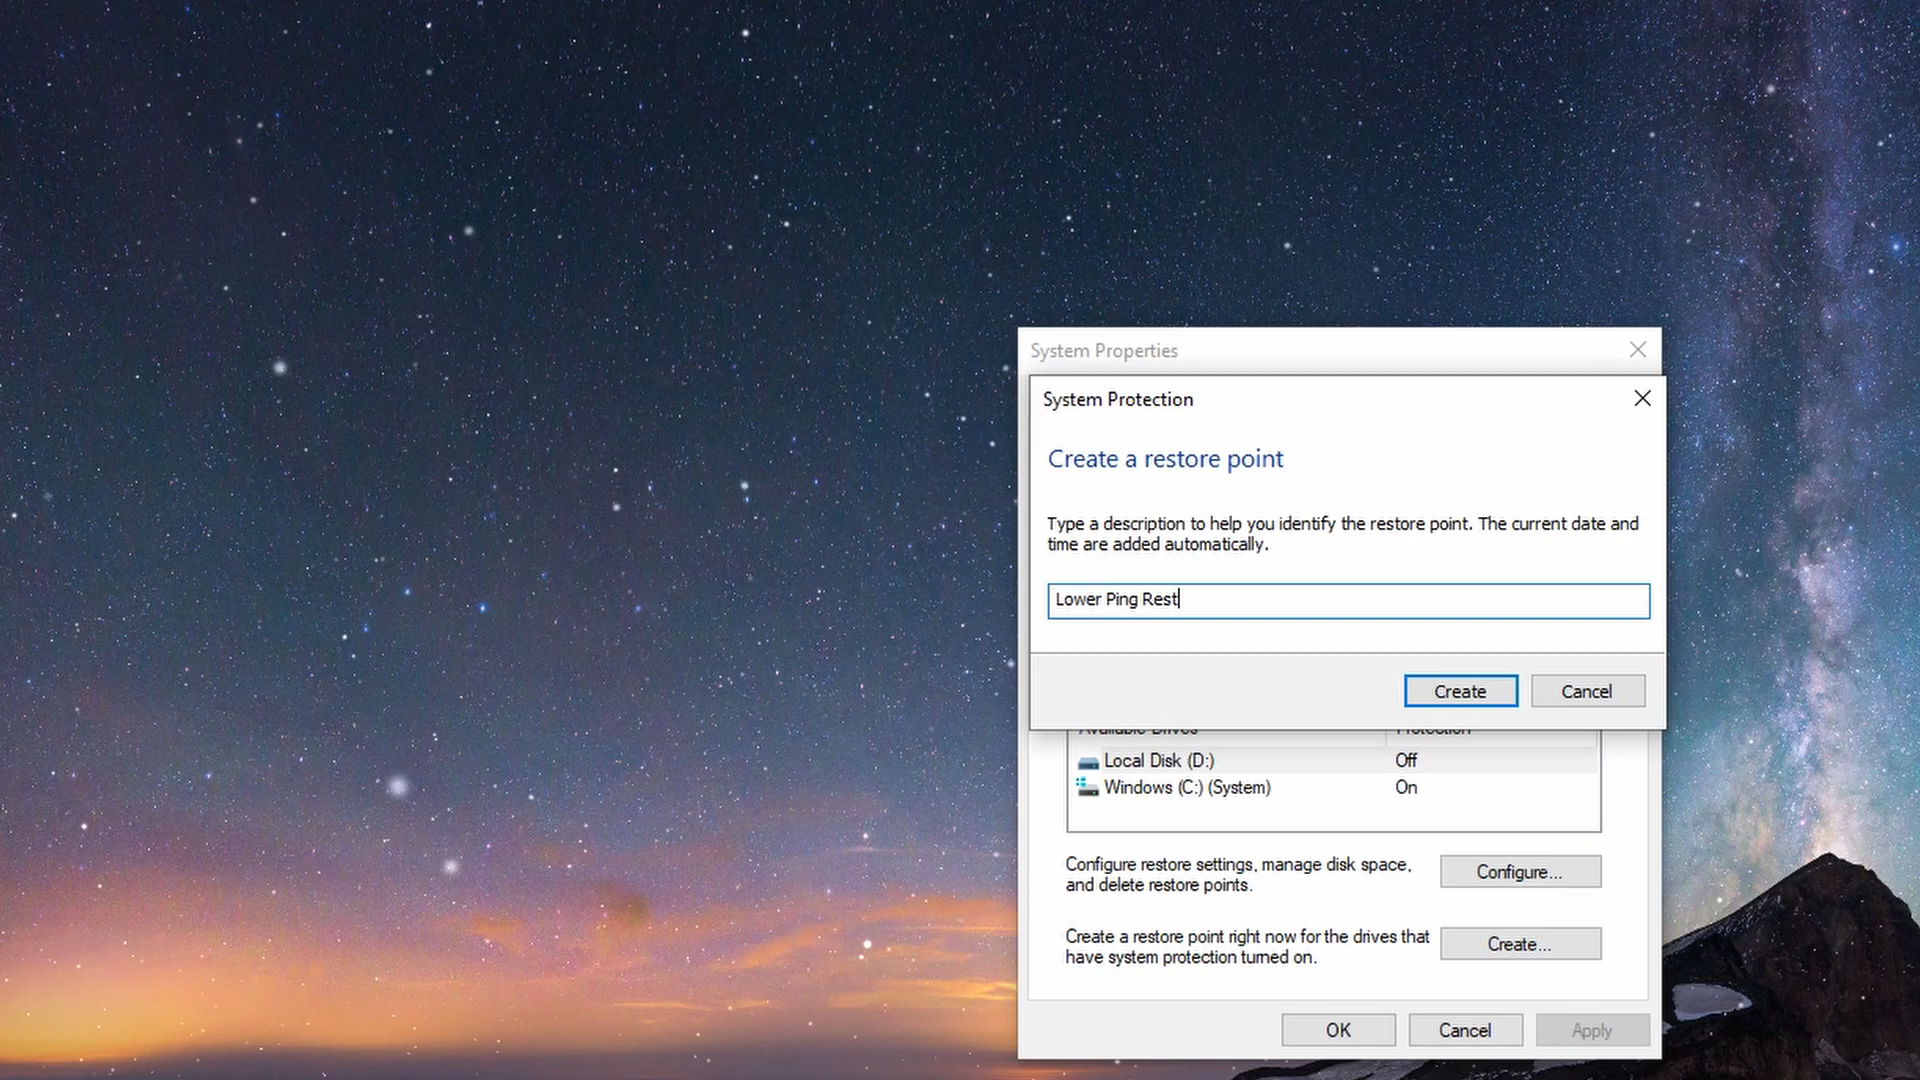 System Properties
System Protection
Create a restore point
Type a description to help you identify the restore point. The current date and
time are added automatically.
Lower Ping Rest
Create
Cancel
Available Drives
Protection
Local Disk (D:)
Off
Windows (C:) (System)
On
Configure restore settings, manage disk space,
and delete restore points.
Configure...
Create a restore point right now for the drives that
have system protection turned on.
Create...
OK
Cancel
Apply